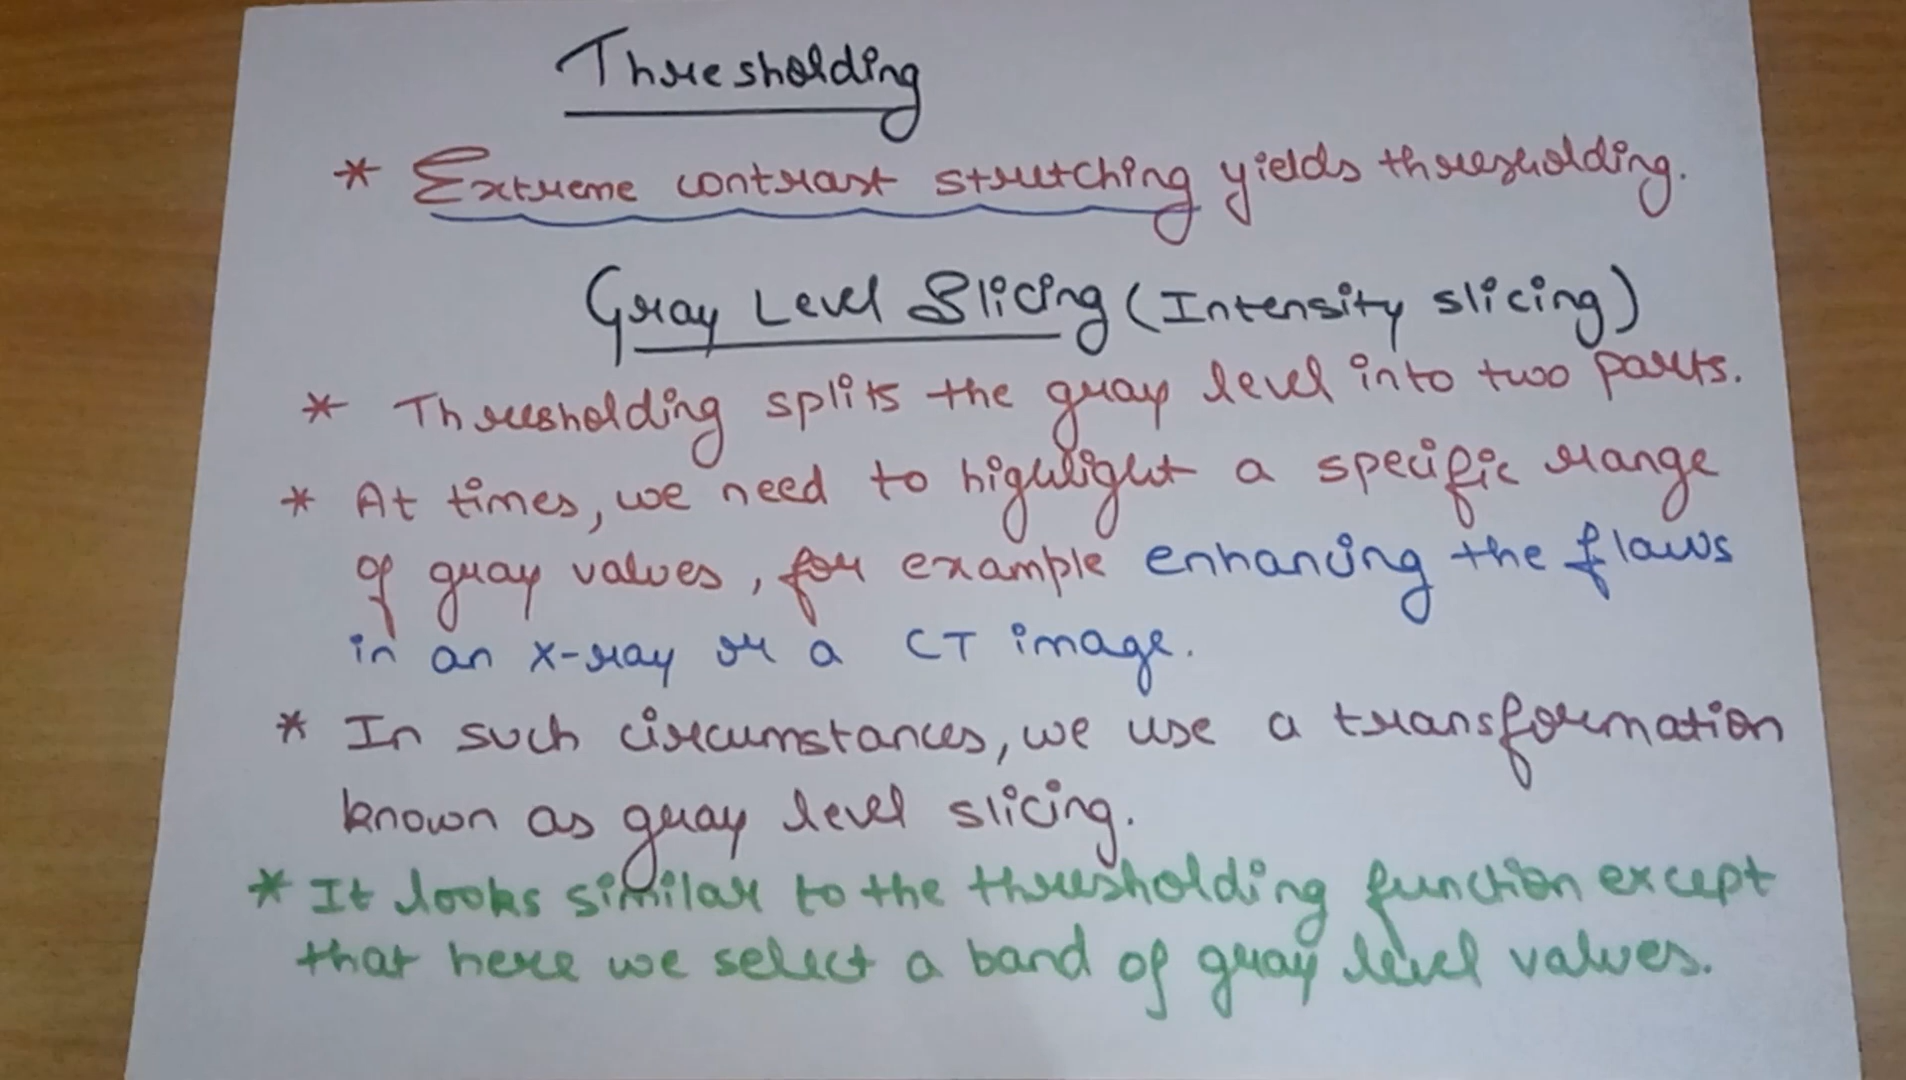 Thresholding
* Extreme contrast stretching yields thresholding.
Gray Level Slicing (Intensity slicing)
* Thresholding splits the gray level into two parts.
* At times, we need to highlight a specific range
of gray values, for example enhancing the flaws
in an x-ray or a CT image.
* In such circumstances, we use a transformation
known as gray level slicing.
* It looks similar to the thresholding function except
that here we select a band of gray level values.